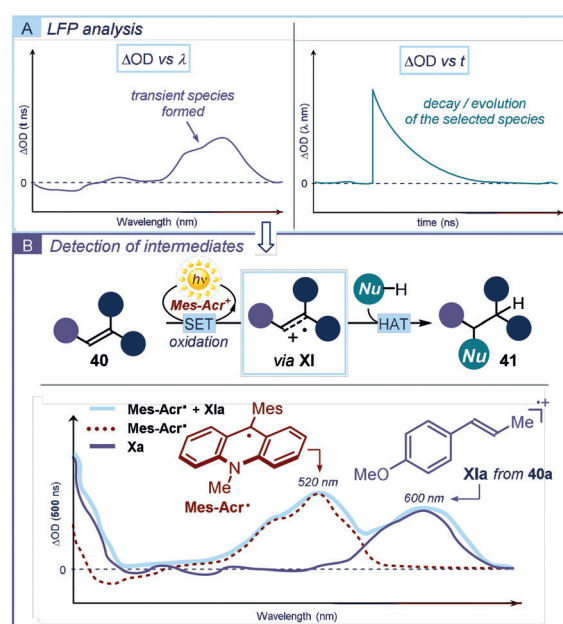 A LFP analysis
ΔOD vs λ
transient species
formed
ΔOD (t ns)
0
Wavelength (nm)
ΔOD vs t
decay / evolution
of the selected species
ΔOD (λ nm)
0
time (ns)
B Detection of intermediates
hν
Mes-Acr+
SET
oxidation
40
+ •
via XI
Nu–H
HAT
H
Nu
41
Mes-Acr• + XIa
Mes-Acr•
Xa
Mes
•
N
Me
Mes-Acr•
520 nm
•+
Me
MeO
XIa from 40a
600 nm
ΔOD (600 ns)
0
Wavelength (nm)